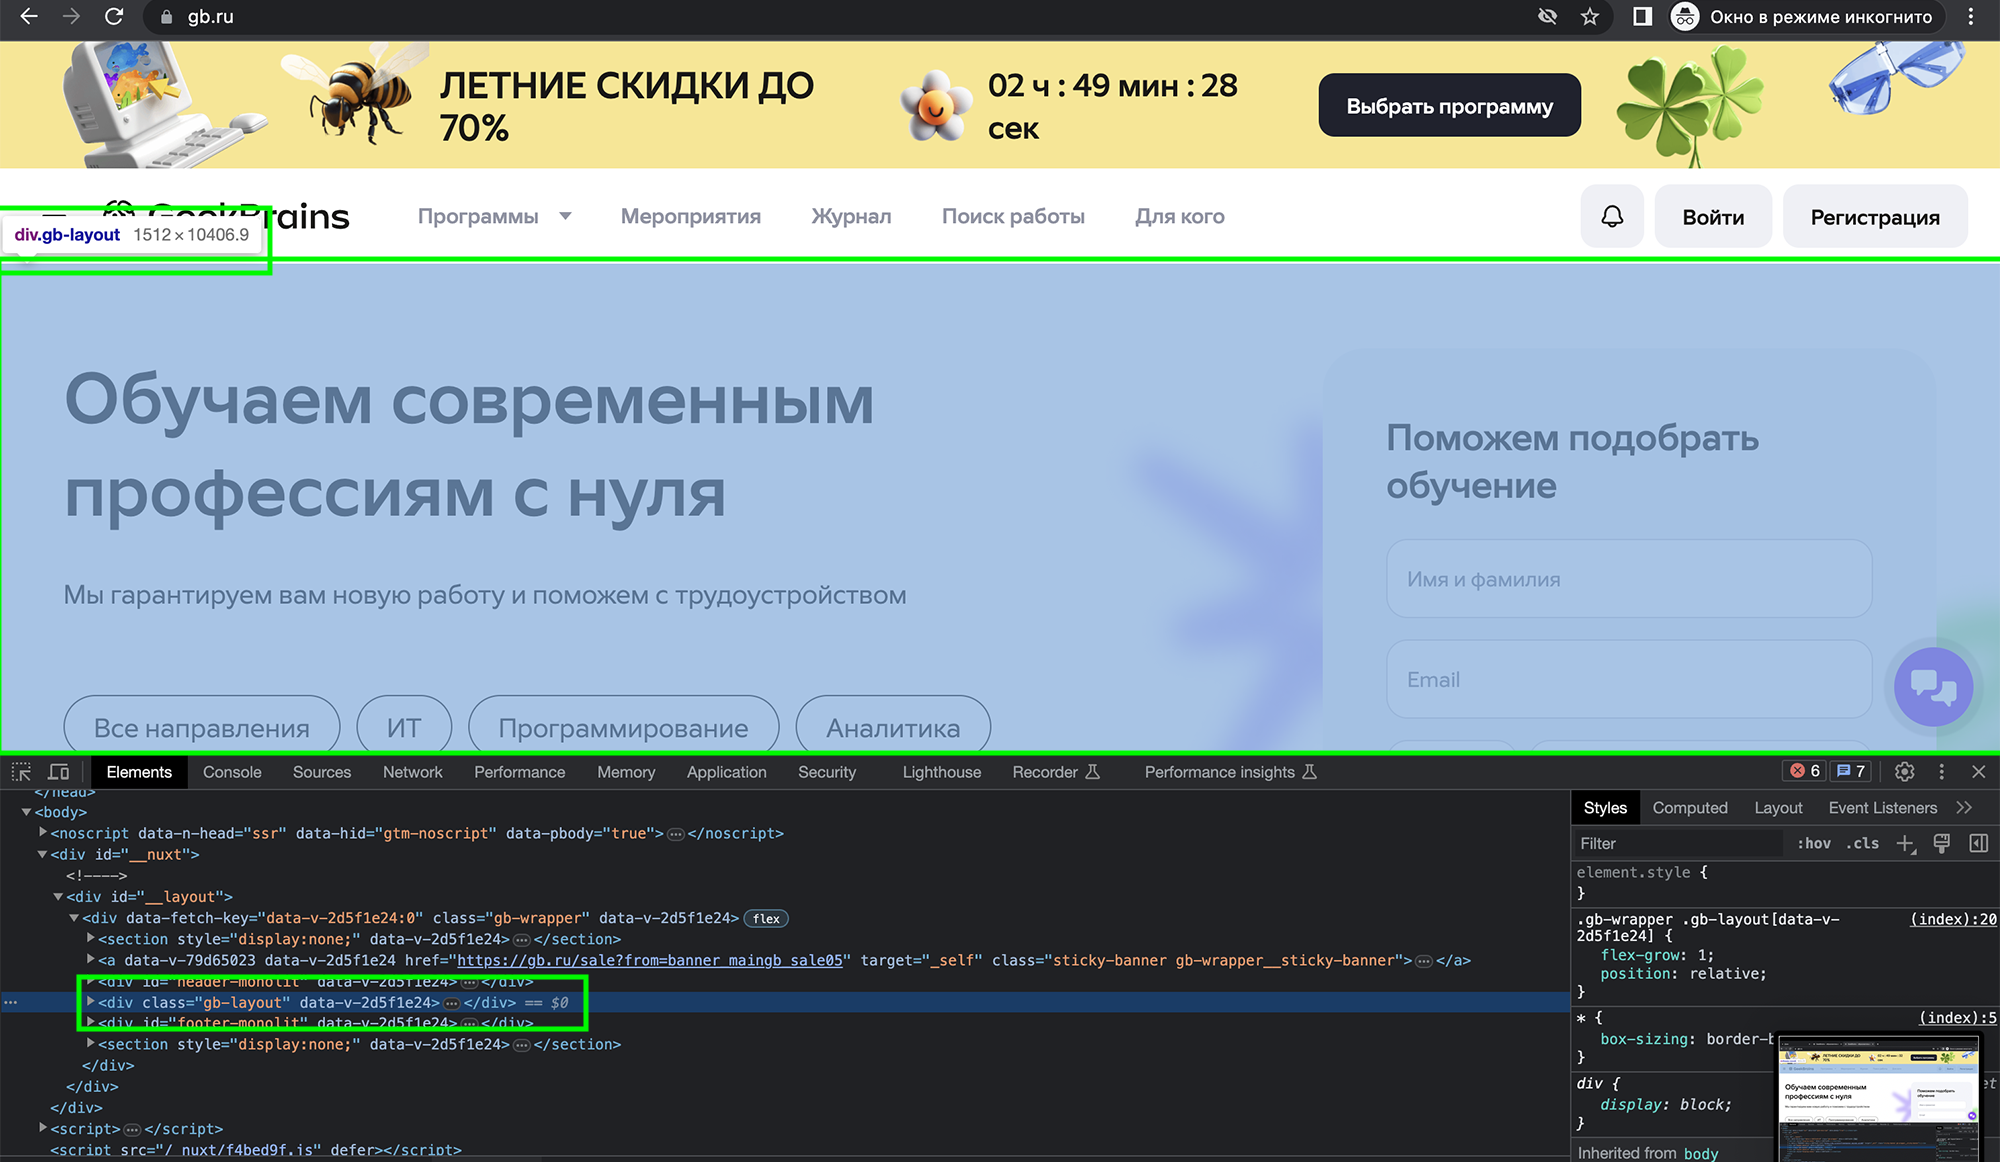 gb.ru
Окно в режиме инкогнито
ЛЕТНИЕ СКИДКИ ДО
70%
02 ч : 49 мин : 28
сек
Выбрать программу
GeekBrains
Программы
Мероприятия
Журнал
Поиск работы
Для кого
Войти
Регистрация
div.gb-layout 1512 × 10406.9
Обучаем современным
профессиям с нуля
Мы гарантируем вам новую работу и поможем с трудоустройством
Все направления
ИТ
Программирование
Аналитика
Поможем подобрать
обучение
Имя и фамилия
Email
Elements Console Sources Network Performance Memory Application Security Lighthouse Recorder Performance insights 6 7
</head>
<body>
<noscript data-n-head="ssr" data-hid="gtm-noscript" data-pbody="true">…</noscript>
<div id="__nuxt">
<!---->
<div id="__layout">
<div data-fetch-key="data-v-2d5f1e24:0" class="gb-wrapper" data-v-2d5f1e24> flex
<section style="display:none;" data-v-2d5f1e24>…</section>
<a data-v-79d65023 data-v-2d5f1e24 href="https://gb.ru/sale?from=banner_maingb_sale05" target="_self" class="sticky-banner gb-wrapper__sticky-banner">…</a>
<div id="header-monolit" data-v-2d5f1e24>…</div>
… <div class="gb-layout" data-v-2d5f1e24>…</div> == $0
<div id="footer-monolit" data-v-2d5f1e24>…</div>
<section style="display:none;" data-v-2d5f1e24>…</section>
</div>
</div>
</div>
<script>…</script>
<script src="/_nuxt/f4bed9f.js" defer></script>
Styles Computed Layout Event Listeners
Filter :hov .cls
element.style {
}
.gb-wrapper .gb-layout[data-v- (index):20
2d5f1e24] {
flex-grow: 1;
position: relative;
}
* { (index):5
box-sizing: border-b
}
div {
display: block;
}
Inherited from body
ЛЕТНИЕ СКИДКИ ДО
70%
Обучаем современным
профессиям с нуля